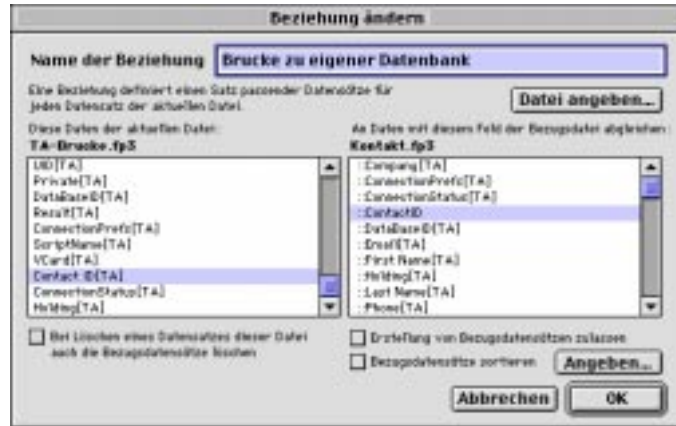 Beziehung ändern
Name der Beziehung
Brucke zu eigener Datenbank
Eine Beziehung definiert einen Satz passender Datensätze für
jeden Datensatz der aktuellen Datei.
Datei angeben...
Diese Daten der aktuellen Datei:
TA-Brucke.fp3
UID[TA]
Private[TA]
DataBaseID[TA]
Result[TA]
ConnectionPrefs[TA]
ScriptName[TA]
VCard[TA]
Contact ID[TA]
ConnectionStatus[TA]
Holding[TA]
An Daten mit diesem Feld der Bezugsdatei abgleichen:
Kontakt.fp3
::Company[TA]
::ConnectionPrefs[TA]
::ConnectionStatus[TA]
::ContactID
::DataBaseID[TA]
::Email[TA]
::First Name[TA]
::Holding[TA]
::Last Name[TA]
::Phone[TA]
Bei Löschen eines Datensatzes dieser Datei
auch die Bezugsdatensätze löschen
Erstellung von Bezugsdatensätzen zulassen
Bezugsdatensätze sortieren
Angeben...
Abbrechen
OK